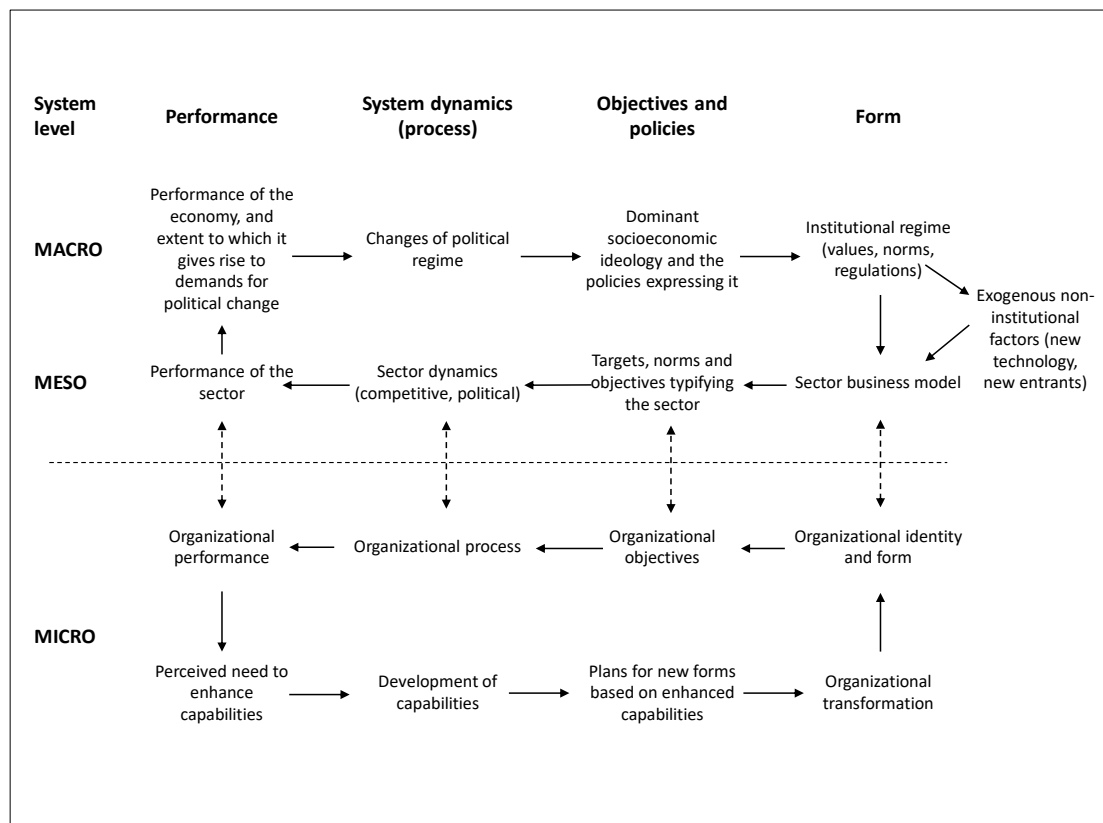 System
level
Performance
System dynamics
(process)
Objectives and
policies
Form
MACRO
Performance of the
economy, and
extent to which it
gives rise to
demands for
political change
Changes of political
regime
Dominant
socioeconomic
ideology and the
policies expressing it
Institutional regime
(values, norms,
regulations)
Exogenous non-
institutional
factors (new
technology,
new entrants)
MESO
Performance of the
sector
Sector dynamics
(competitive, political)
Targets, norms and
objectives typifying
the sector
Sector business model
Organizational
performance
Organizational process
Organizational
objectives
Organizational identity
and form
MICRO
Perceived need to
enhance
capabilities
Development of
capabilities
Plans for new forms
based on enhanced
capabilities
Organizational
transformation